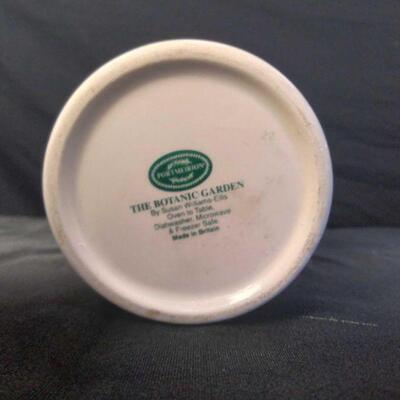 PORTMEIRION
THE BOTANIC GARDEN
By Susan Williams-Ellis
Oven to Table,
Dishwasher, Microwave
& Freezer Safe.
Made in Britain